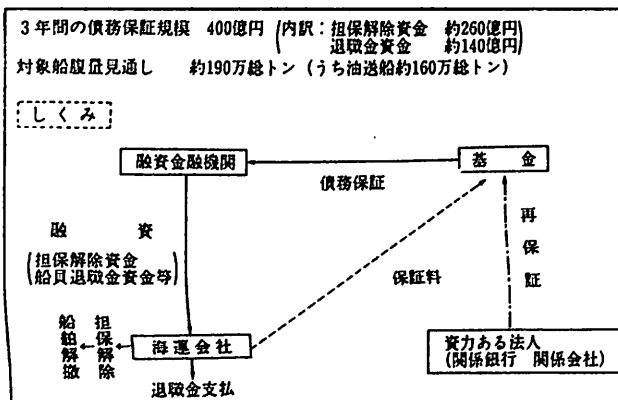 3年間の債務保証規模 400億円(内訳:担保解除資金 約260億円
退職金資金 約140億円)
対象船腹量見通し 約190万総トン(うち油送船約160万総トン)
しくみ
融資金融機関
基金
債務保証
融資
(担保解除資金
船員退職金資金等)
再保証
保証料
船舶解撤
担保解除
海運会社
資力ある法人
(関係銀行 関係会社)
退職金支払